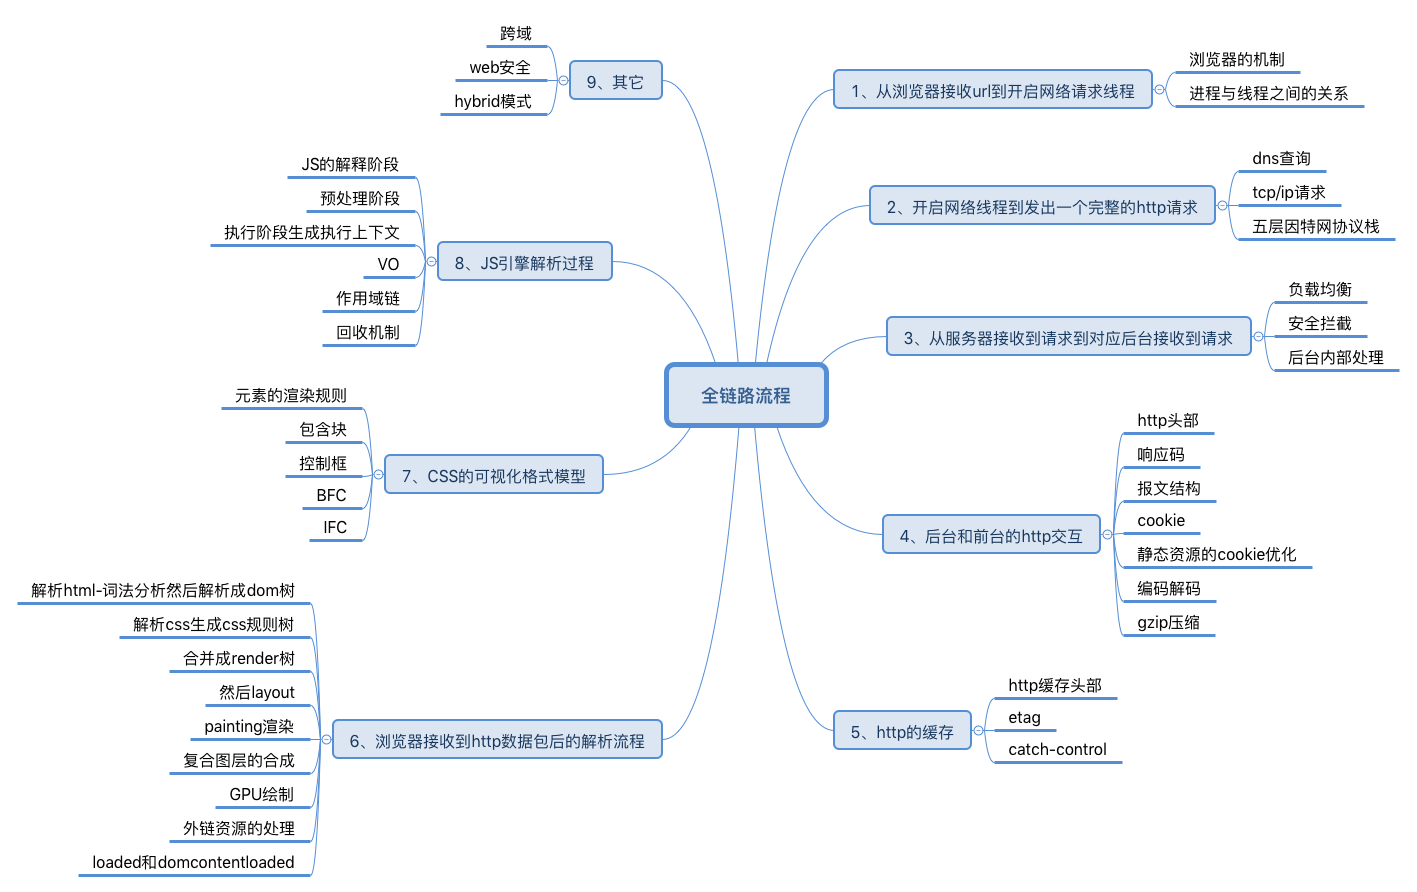 全链路流程
1、从浏览器接收url到开启网络请求线程
浏览器的机制
进程与线程之间的关系
2、开启网络线程到发出一个完整的http请求
dns查询
tcp/ip请求
五层因特网协议栈
3、从服务器接收到请求到对应后台接收到请求
负载均衡
安全拦截
后台内部处理
4、后台和前台的http交互
http头部
响应码
报文结构
cookie
静态资源的cookie优化
编码解码
gzip压缩
5、http的缓存
http缓存头部
etag
catch-control
6、浏览器接收到http数据包后的解析流程
解析html-词法分析然后解析成dom树
解析css生成css规则树
合并成render树
然后layout
painting渲染
复合图层的合成
GPU绘制
外链资源的处理
loaded和domcontentloaded
7、CSS的可视化格式模型
元素的渲染规则
包含块
控制框
BFC
IFC
8、JS引擎解析过程
JS的解释阶段
预处理阶段
执行阶段生成执行上下文
VO
作用域链
回收机制
9、其它
跨域
web安全
hybrid模式